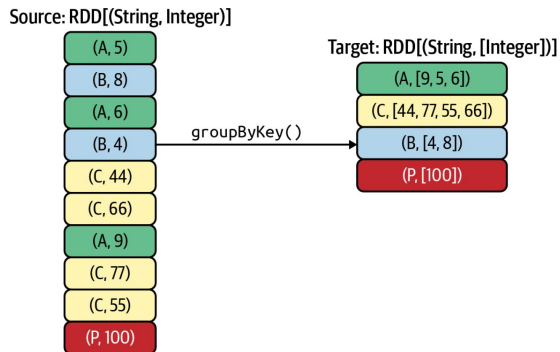 Source: RDD[(String, Integer)]
(A, 5)
(B, 8)
(A, 6)
(B, 4)
(C, 44)
(C, 66)
(A, 9)
(C, 77)
(C, 55)
(P, 100)
groupByKey()
Target: RDD[(String, [Integer])]
(A, [9, 5, 6])
(C, [44, 77, 55, 66])
(B, [4, 8])
(P, [100])